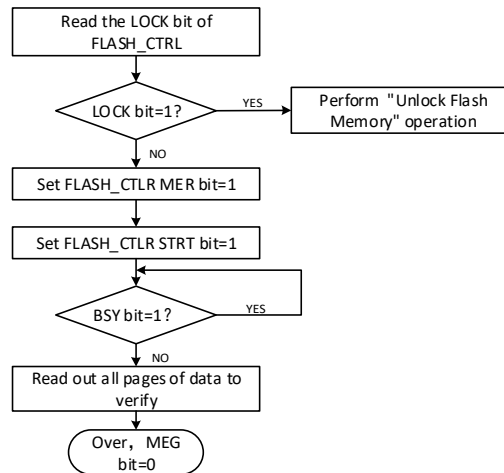 Read the LOCK bit of
FLASH_CTRL
LOCK bit=1?
YES
Perform "Unlock Flash
Memory" operation
NO
Set FLASH_CTLR MER bit=1
Set FLASH_CTLR STRT bit=1
BSY bit=1?
YES
NO
Read out all pages of data to
verify
Over, MEG
bit=0